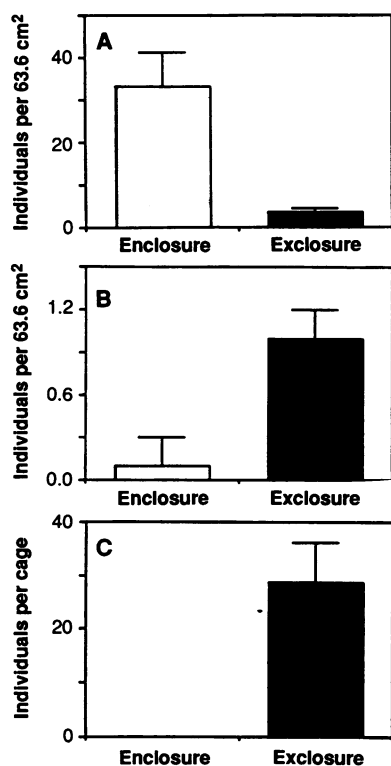 Individuals per 63.6 cm²
A
40
20
0
Enclosure Exclosure
Individuals per 63.6 cm²
B
1.2
0.6
0.0
Enclosure Exclosure
Individuals per cage
C
40
20
0
Enclosure Exclosure